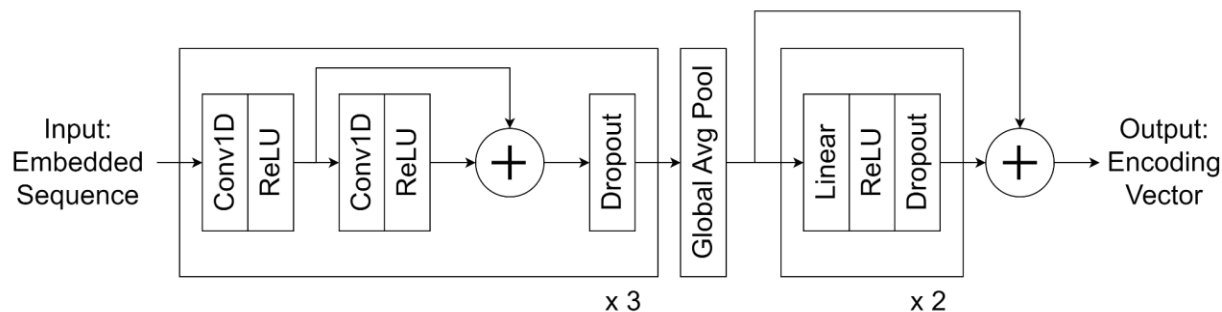 Input:
Embedded
Sequence
Conv1D
ReLU
Conv1D
ReLU
+
Dropout
x 3
Global Avg Pool
Linear
ReLU
Dropout
x 2
+
Output:
Encoding
Vector